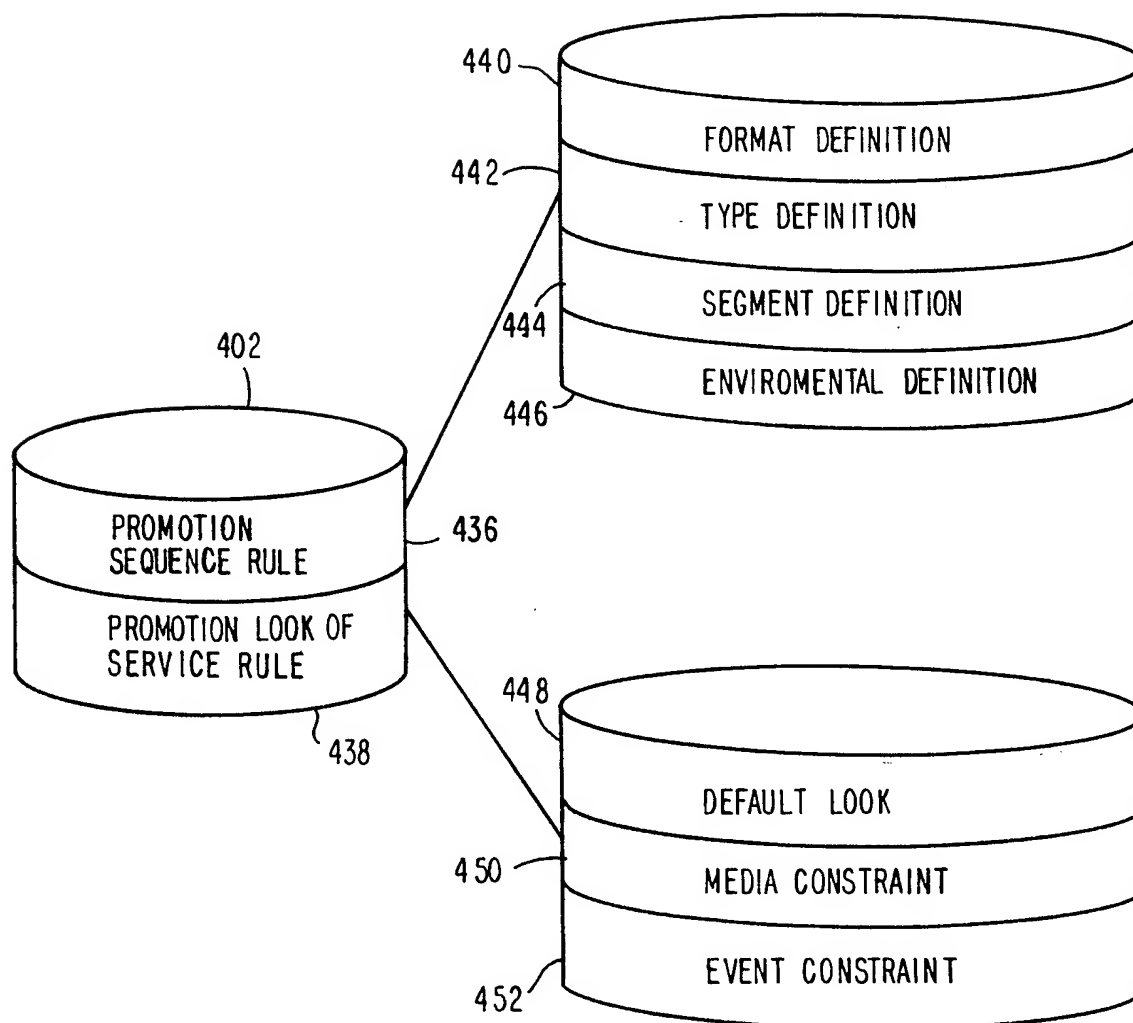 440
FORMAT DEFINITION
442
TYPE DEFINITION
444
SEGMENT DEFINITION
446
ENVIROMENTAL DEFINITION
402
PROMOTION
SEQUENCE RULE
436
PROMOTION LOOK OF
SERVICE RULE
438
448
DEFAULT LOOK
450
MEDIA CONSTRAINT
452
EVENT CONSTRAINT